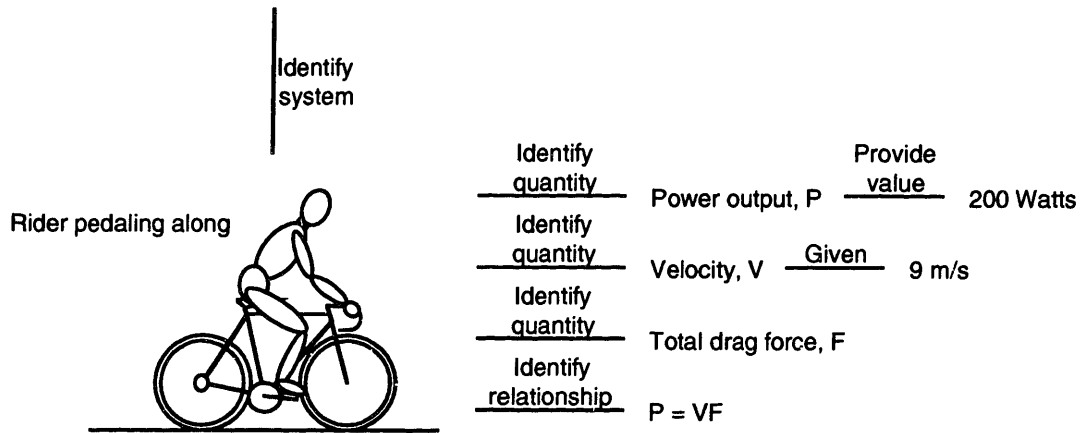 Identify
system
Rider pedaling along
Identify
quantity
Power output, P
Provide
value
200 Watts
Identify
quantity
Velocity, V
Given
9 m/s
Identify
quantity
Total drag force, F
Identify
relationship
P = VF